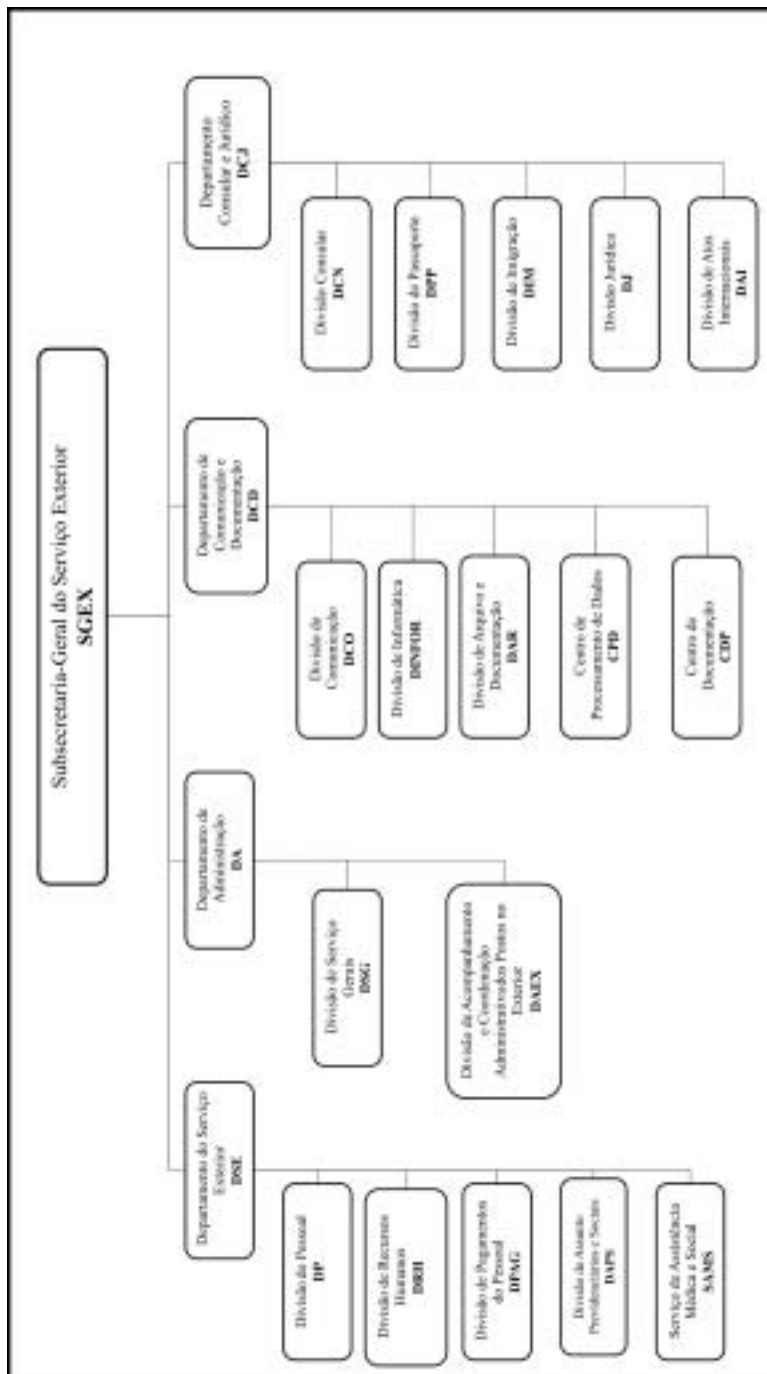 Subsecretaria-Geral do Serviço Exterior
SGEX
Departamento do Serviço
Exterior
DSE
Divisão do Pessoal
DP
Divisão de Recursos
Humanos
DRH
Divisão de Pagamentos
do Pessoal
DPAG
Divisão de Assunto
Previdenciários e Sociais
DAPS
Serviço de Assistência
Médica e Social
SAMS
Departamento de
Administração
DA
Divisão de Serviço
Gerais
DSG
Divisão de Acompanhamento
e Coordenação
Administrativa dos Postos no
Exterior
DAEX
Departamento de
Comunicação e
Documentação
DCD
Divisão de
Comunicação
DCO
Divisão de Informática
DINFOR
Divisão de Arquivo e
Documentação
DAR
Centro de
Processamento de Dados
CPD
Centro de
Documentação
CDP
Departamento
Consular e Jurídico
DCJ
Divisão Consular
DCN
Divisão de Passaporte
DPP
Divisão de Imigração
DIM
Divisão Jurídica
DJ
Divisão de Atos
Internacionais
DAI